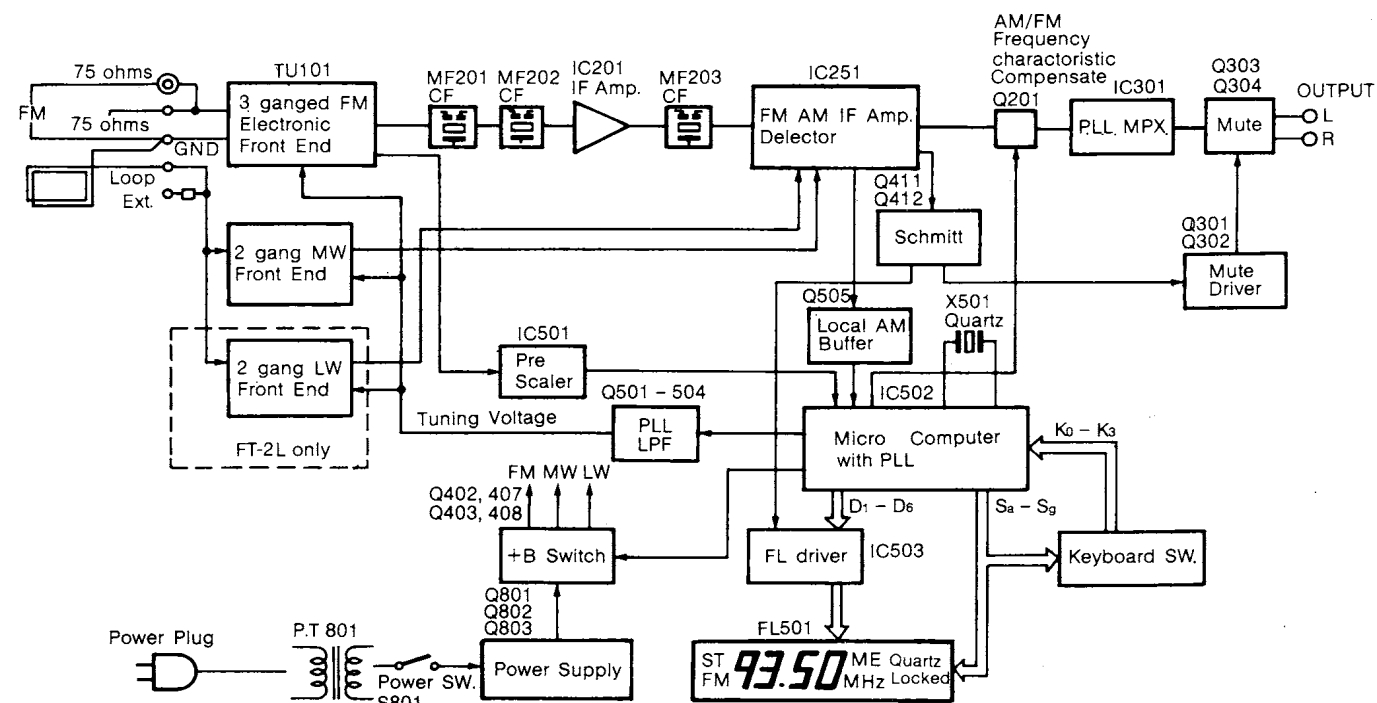 AM/FM
Frequency
charactoristic
Compensate
Q201
75 ohms
FM
75 ohms
GND
Loop
Ext.
TU101
3 ganged FM
Electronic
Front End
MF201
CF
MF202
CF
IC201
IF Amp.
MF203
CF
IC251
FM AM IF Amp.
Delector
IC301
P.L.L. MPX.
Q303
Q304
Mute
OUTPUT
L
R
Q411
Q412
Schmitt
Q301
Q302
Mute
Driver
2 gang MW
Front End
2 gang LW
Front End
FT-2L only
IC501
Pre
Scaler
Q505
Local AM
Buffer
X501
Quartz
IC502
Micro Computer
with PLL
Q501 – 504
PLL
LPF
Tuning Voltage
K0 – K3
FM MW LW
Q402, 407
Q403, 408
+B Switch
D1 – D6
Sa – Sg
FL driver
IC503
Keyboard SW.
Q801
Q802
Q803
Power Supply
Power Plug
P.T 801
Power SW.
S801
FL501
ST
FM
93.50
ME
MHz
Quartz
Locked